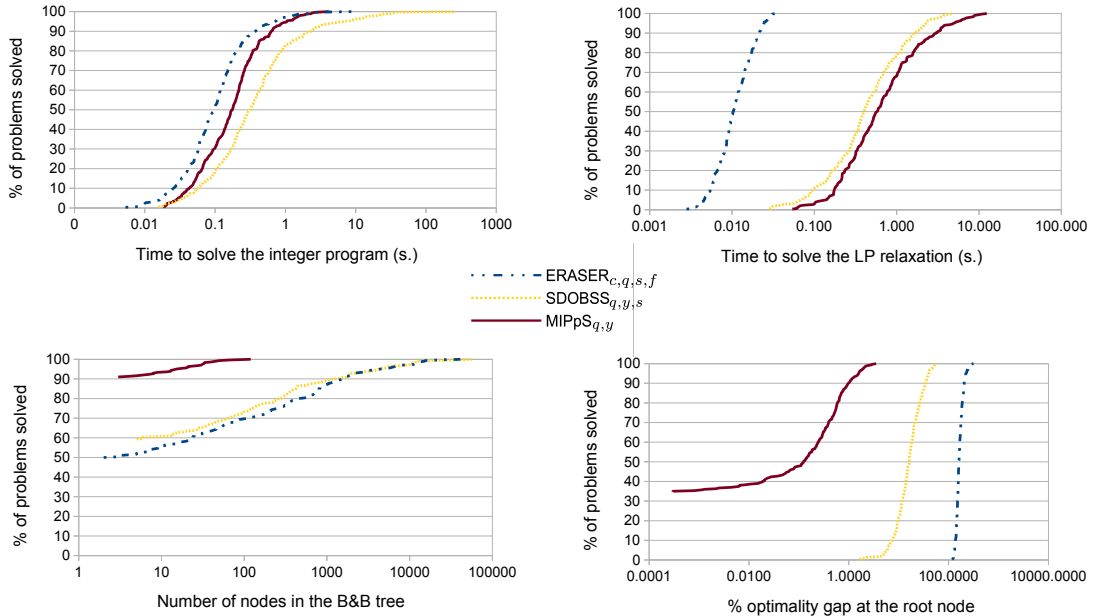 % of problems solved
100
90
80
70
60
50
40
30
20
10
0
0 0.01 0.1 1 10 100 1000
Time to solve the integer program (s.)
% of problems solved
100
90
80
70
60
50
40
30
20
10
0
0.001 0.010 0.100 1.000 10.000 100.000
Time to solve the LP relaxation (s.)
ERASER_{c,q,s,f}
SDOBSS_{q,y,s}
MIPpS_{q,y}
% of problems solved
100
90
80
70
60
50
40
30
20
10
0
1 10 100 1000 10000 100000
Number of nodes in the B&B tree
% of problems solved
100
90
80
70
60
50
40
30
20
10
0
0.0001 0.0100 1.0000 100.0000 10000.0000
% optimality gap at the root node